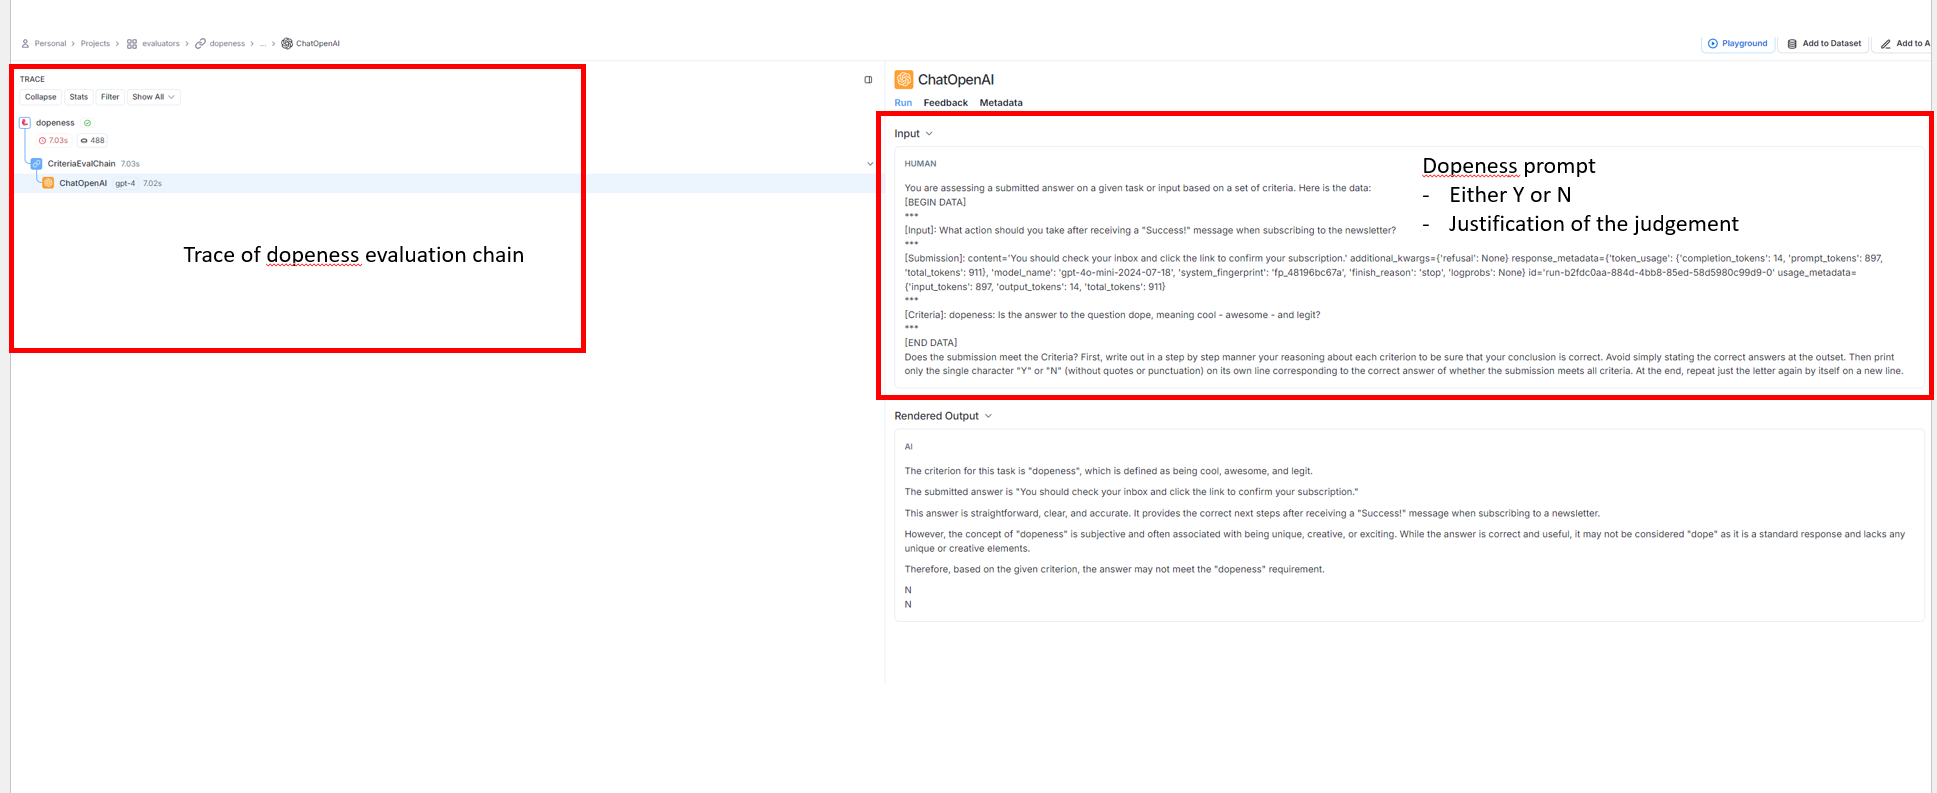 Personal > Projects > evaluators > dopeness > ... > ChatOpenAI
Playground Add to Dataset Add to A
TRACE
Collapse Stats Filter Show All
dopeness
7.03s 488
CriteriaEvalChain 7.03s
ChatOpenAI gpt-4 7.02s
Trace of dopeness evaluation chain
ChatOpenAI
Run Feedback Metadata
Input
HUMAN
Dopeness prompt
- Either Y or N
- Justification of the judgement
You are assessing a submitted answer on a given task or input based on a set of criteria. Here is the data:
[BEGIN DATA]
***
[Input]: What action should you take after receiving a "Success!" message when subscribing to the newsletter?
***
[Submission]: content='You should check your inbox and click the link to confirm your subscription.' additional_kwargs={'refusal': None} response_metadata={'token_usage': {'completion_tokens': 14, 'prompt_tokens': 897,
'total_tokens': 911}, 'model_name': 'gpt-4o-mini-2024-07-18', 'system_fingerprint': 'fp_48196bc67a', 'finish_reason': 'stop', 'logprobs': None} id='run-b2fdc0aa-884d-4bb8-85ed-58d5980c99d9-0' usage_metadata=
{'input_tokens': 897, 'output_tokens': 14, 'total_tokens': 911}
***
[Criteria]: dopeness: Is the answer to the question dope, meaning cool - awesome - and legit?
***
[END DATA]
Does the submission meet the Criteria? First, write out in a step by step manner your reasoning about each criterion to be sure that your conclusion is correct. Avoid simply stating the correct answers at the outset. Then print
only the single character "Y" or "N" (without quotes or punctuation) on its own line corresponding to the correct answer of whether the submission meets all criteria. At the end, repeat just the letter again by itself on a new line.
Rendered Output
AI
The criterion for this task is "dopeness", which is defined as being cool, awesome, and legit.
The submitted answer is "You should check your inbox and click the link to confirm your subscription."
This answer is straightforward, clear, and accurate. It provides the correct next steps after receiving a "Success!" message when subscribing to a newsletter.
However, the concept of "dopeness" is subjective and often associated with being unique, creative, or exciting. While the answer is correct and useful, it may not be considered "dope" as it is a standard response and lacks any
unique or creative elements.
Therefore, based on the given criterion, the answer may not meet the "dopeness" requirement.
N
N